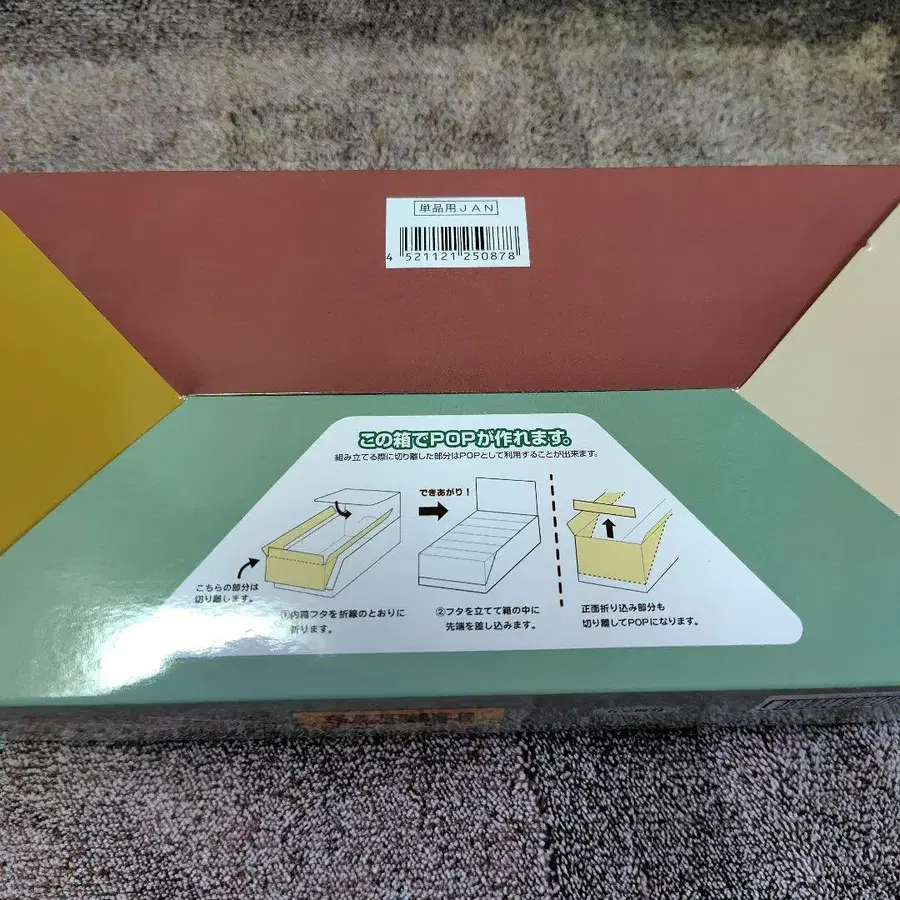 単品用JAN
4 521121 250878
この箱でPOPが作れます。
組み立てる際に切り離した部分はPOPとして利用することが出来ます。
できあがり!
こちらの部分は
切り離します。
①内箱フタを折線のとおりに
折ります。
②フタを立てて箱の中に
先端を差し込みます。
正面折り込み部分も
切り離してPOPになります。